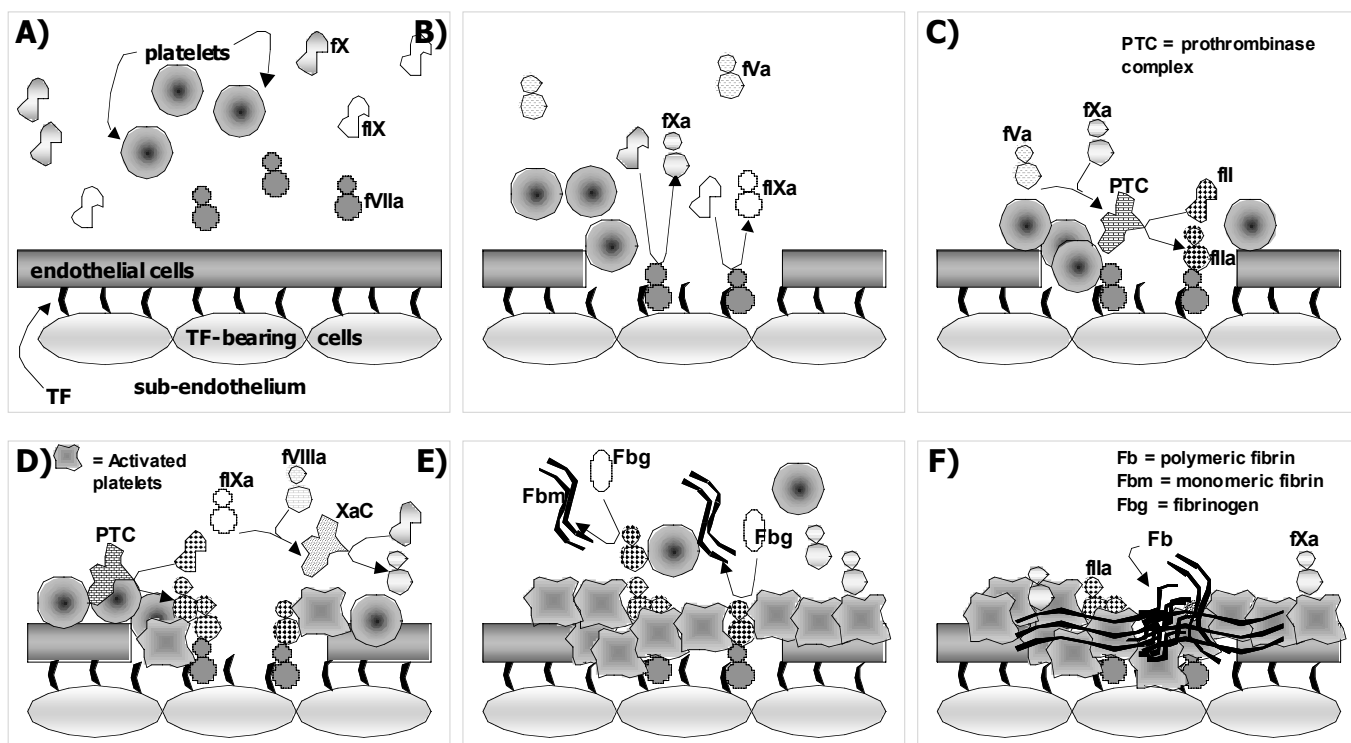 A)
platelets
fX
fIX
fVIIa
endothelial cells
TF-bearing cells
TF
sub-endothelium
B)
fVa
fXa
fIXa
C)
PTC = prothrombinase
complex
fVa
fXa
PTC
fII
fIIa
D)
= Activated
platelets
fIXa
fVIIIa
XaC
PTC
E)
Fbg
Fbm
Fbg
F)
Fb = polymeric fibrin
Fbm = monomeric fibrin
Fbg = fibrinogen
Fb
fXa
fIIa